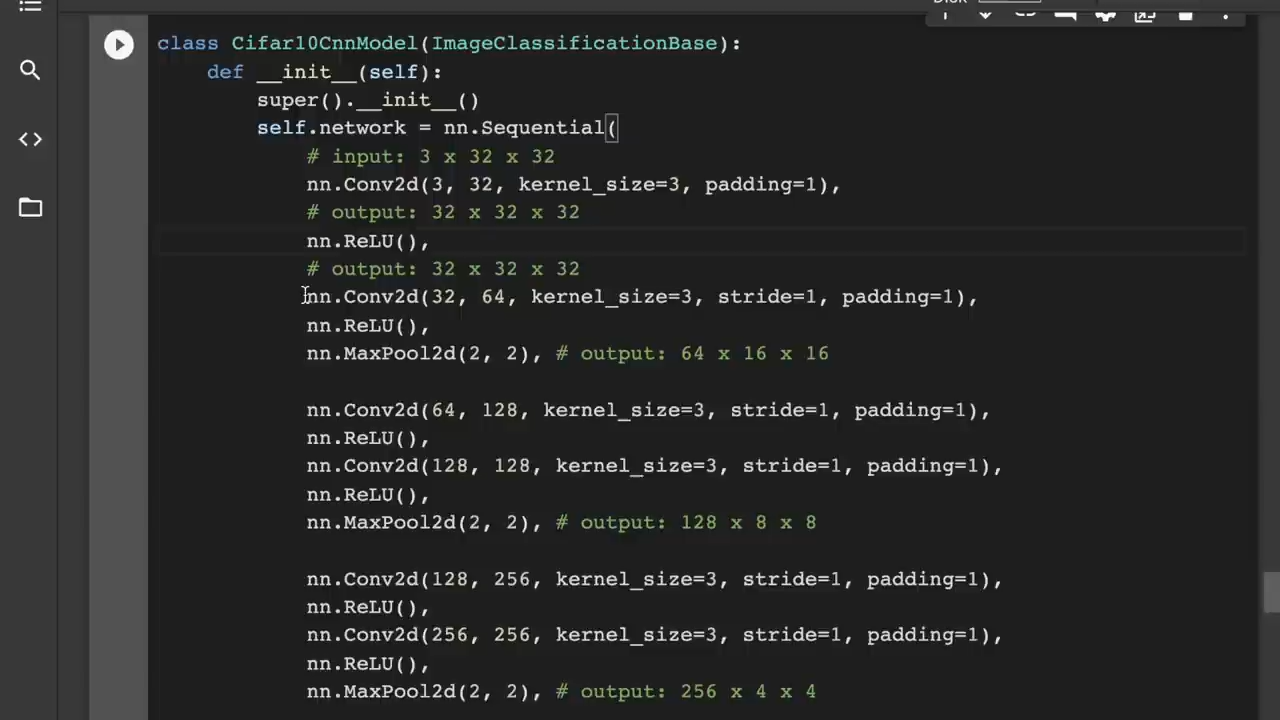 class Cifar10CnnModel(ImageClassificationBase):
    def __init__(self):
        super().__init__()
        self.network = nn.Sequential(
            # input: 3 x 32 x 32
            nn.Conv2d(3, 32, kernel_size=3, padding=1),
            # output: 32 x 32 x 32
            nn.ReLU(),
            # output: 32 x 32 x 32
            nn.Conv2d(32, 64, kernel_size=3, stride=1, padding=1),
            nn.ReLU(),
            nn.MaxPool2d(2, 2), # output: 64 x 16 x 16

            nn.Conv2d(64, 128, kernel_size=3, stride=1, padding=1),
            nn.ReLU(),
            nn.Conv2d(128, 128, kernel_size=3, stride=1, padding=1),
            nn.ReLU(),
            nn.MaxPool2d(2, 2), # output: 128 x 8 x 8

            nn.Conv2d(128, 256, kernel_size=3, stride=1, padding=1),
            nn.ReLU(),
            nn.Conv2d(256, 256, kernel_size=3, stride=1, padding=1),
            nn.ReLU(),
            nn.MaxPool2d(2, 2), # output: 256 x 4 x 4